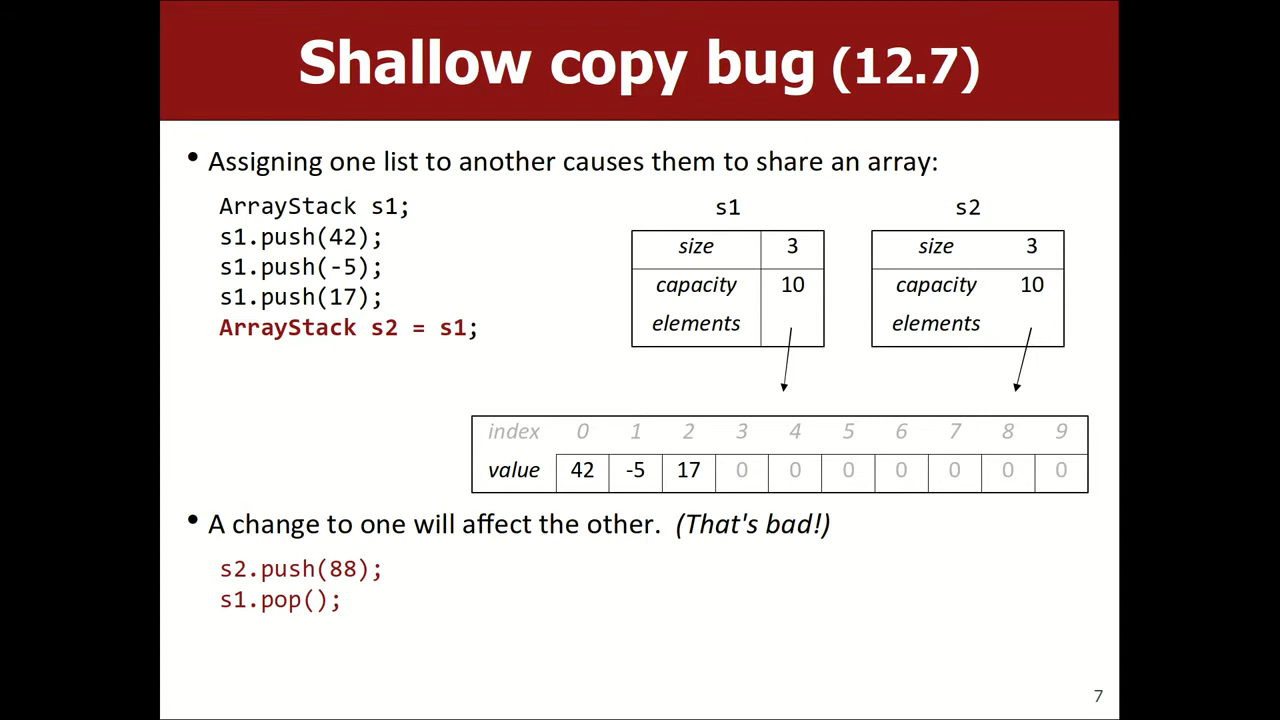 Shallow copy bug (12.7)
• Assigning one list to another causes them to share an array:
ArrayStack s1;
s1.push(42);
s1.push(-5);
s1.push(17);
ArrayStack s2 = s1;
s1
size 3
capacity 10
elements
s2
size 3
capacity 10
elements
index 0 1 2 3 4 5 6 7 8 9
value 42 -5 17 0 0 0 0 0 0 0
• A change to one will affect the other. (That's bad!)
s2.push(88);
s1.pop();
7